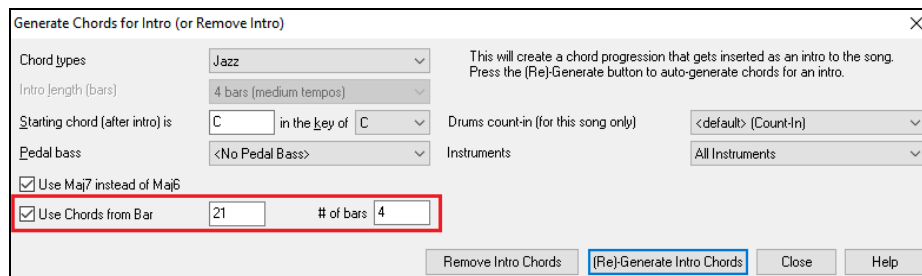 Generate Chords for Intro (or Remove Intro)
Chord types Jazz
This will create a chord progression that gets inserted as an intro to the song.
Press the (Re)-Generate button to auto-generate chords for an intro.
Intro length (bars) 4 bars (medium tempos)
Starting chord (after intro) is C in the key of C Drums count-in (for this song only) <default> (Count-In)
Pedal bass <No Pedal Bass> Instruments All Instruments
Use Maj7 instead of Maj6
Use Chords from Bar 21 # of bars 4
Remove Intro Chords (Re)-Generate Intro Chords Close Help